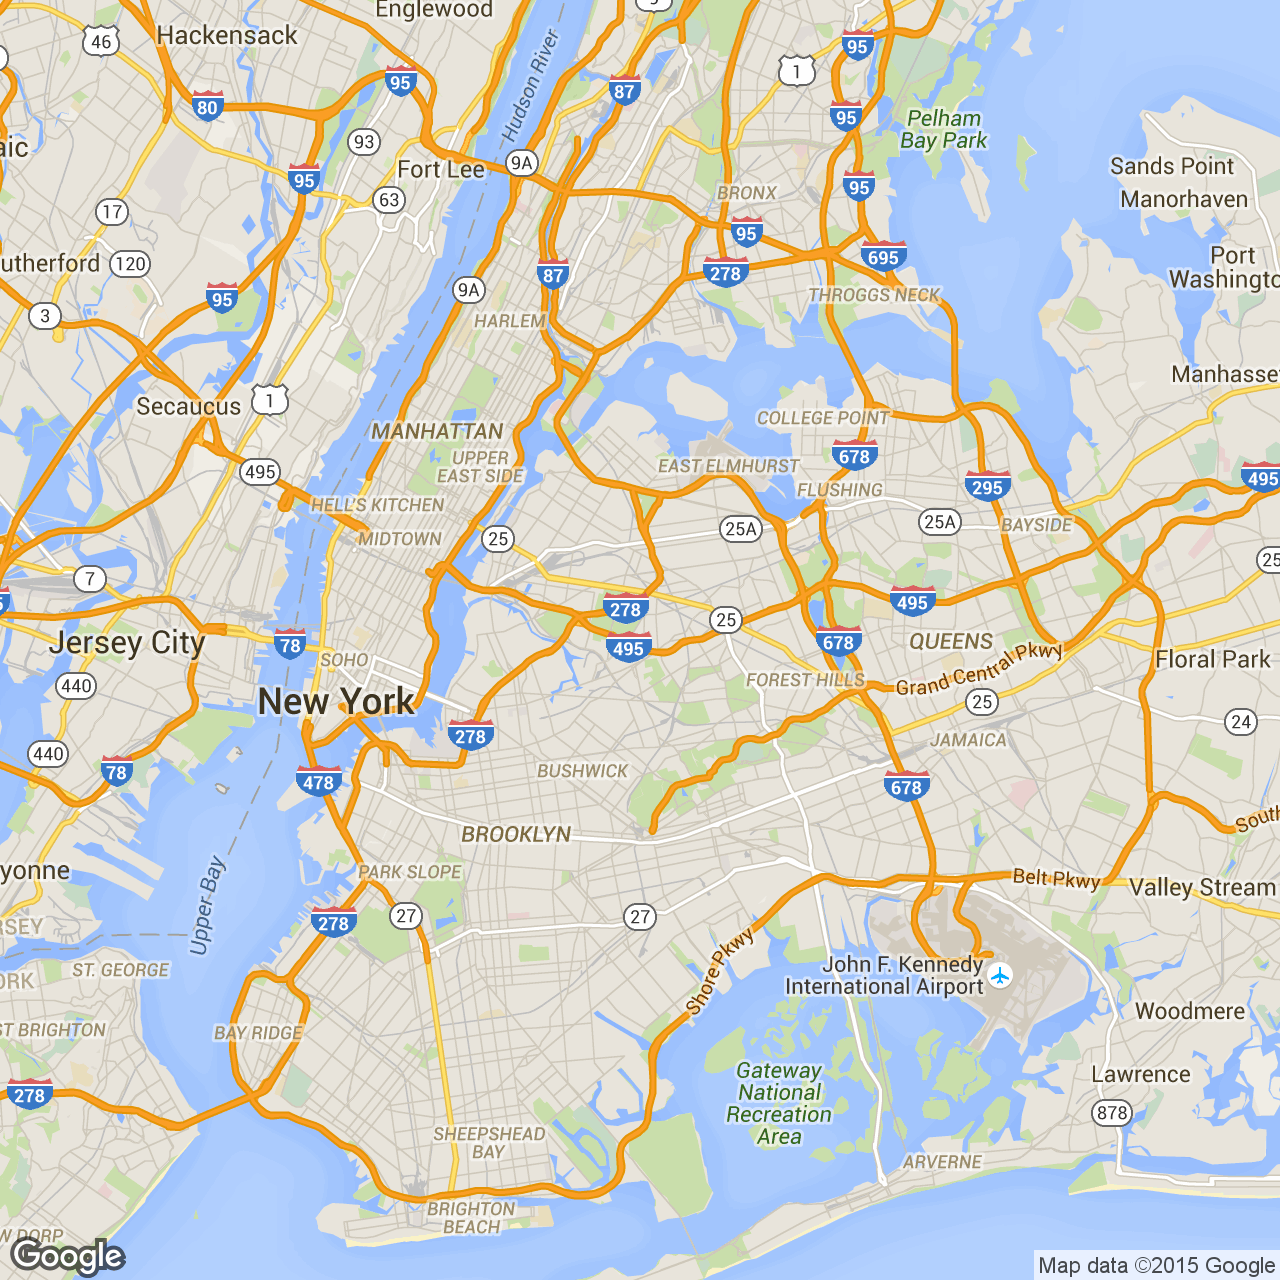 Englewood
9
46
Hackensack
95
1
95
87
80
Hudson River
95
Pelham
Bay Park
93
aic
9A
Fort Lee
Sands Point
95
95
BRONX
63
Manorhaven
17
95
utherford
120
695
Port
Washingto
87
278
9A
95
THROGGS NECK
3
HARLEM
Manhasset
1
Secaucus
COLLEGE POINT
MANHATTAN
678
UPPER
EAST SIDE
EAST ELMHURST
495
495
FLUSHING
295
HELL'S KITCHEN
25A
25A
BAYSIDE
MIDTOWN
25
25
7
278
495
5
25
Jersey City
78
495
678
QUEENS
SOHO
Grand Central Pkwy
Floral Park
FOREST HILLS
440
New York
25
24
278
JAMAICA
440
78
BUSHWICK
478
678
South
BROOKLYN
yonne
PARK SLOPE
Belt Pkwy
Valley Stream
Upper Bay
278
27
27
ERSEY
Shore Pkwy
John F. Kennedy
International Airport
ST. GEORGE
ORK
Woodmere
ST BRIGHTON
BAY RIDGE
Gateway
National
Recreation
Area
Lawrence
278
878
SHEEPSHEAD
BAY
ARVERNE
BRIGHTON
BEACH
W DORP
Google
Map data ©2015 Google